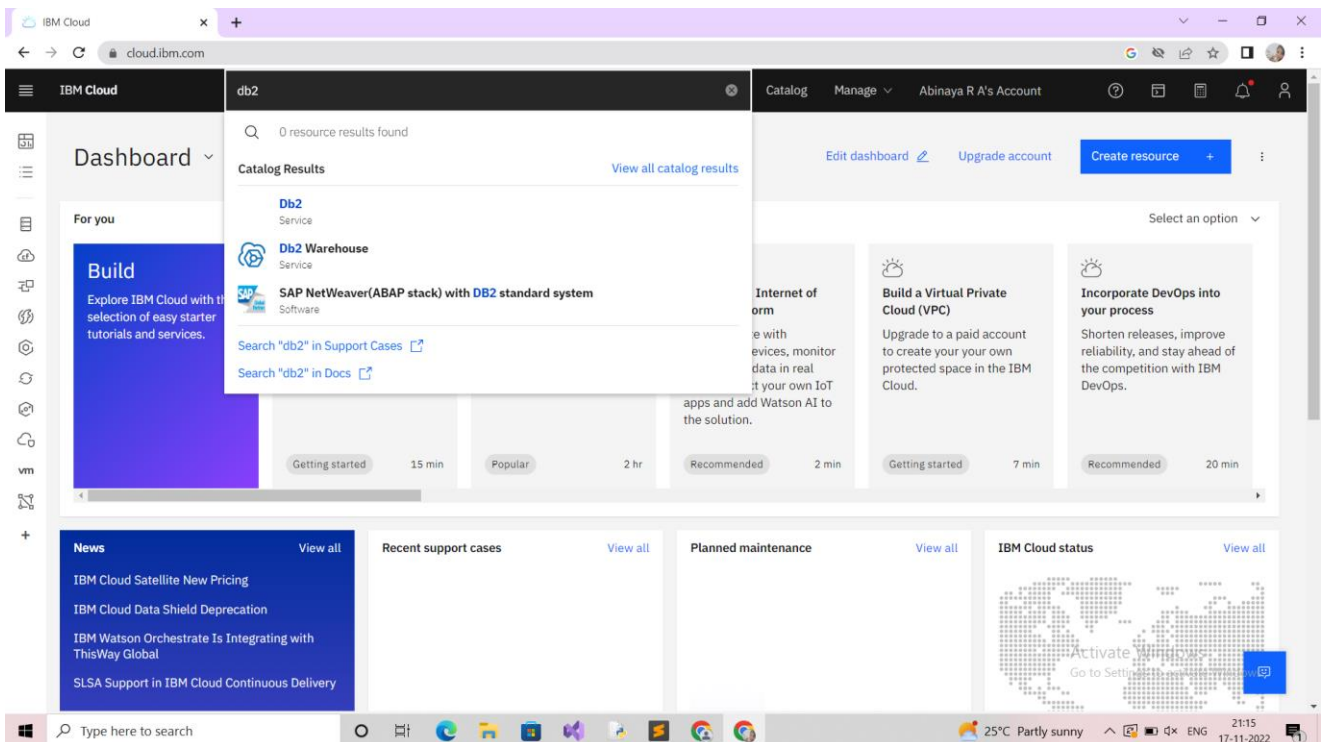 IBM Cloud
cloud.ibm.com
IBM Cloud
db2
Catalog
Manage
Abinaya R A's Account
0 resource results found
Dashboard
Edit dashboard
Upgrade account
Create resource +
Catalog Results
View all catalog results
Db2
Service
Db2 Warehouse
Service
SAP NetWeaver(ABAP stack) with DB2 standard system
Software
Search "db2" in Support Cases
Search "db2" in Docs
For you
Select an option
Build
Explore IBM Cloud with
selection of easy starter
tutorials and services.
Getting started
15 min
Popular
2 hr
Internet of
with
monitor
data in real
your own IoT
apps and add Watson AI to
the solution.
Recommended
2 min
Build a Virtual Private
Cloud (VPC)
Upgrade to a paid account
to create your your own
protected space in the IBM
Cloud.
Getting started
7 min
Incorporate DevOps into
your process
Shorten releases, improve
reliability, and stay ahead of
the competition with IBM
DevOps.
Recommended
20 min
vm
News
View all
IBM Cloud Satellite New Pricing
IBM Cloud Data Shield Deprecation
IBM Watson Orchestrate Is Integrating with
ThisWay Global
SLSA Support in IBM Cloud Continuous Delivery
Recent support cases
View all
Planned maintenance
View all
IBM Cloud status
View all
Activate Windows
Go to
Type here to search
25°C Partly sunny
ENG
21:15
17-11-2022